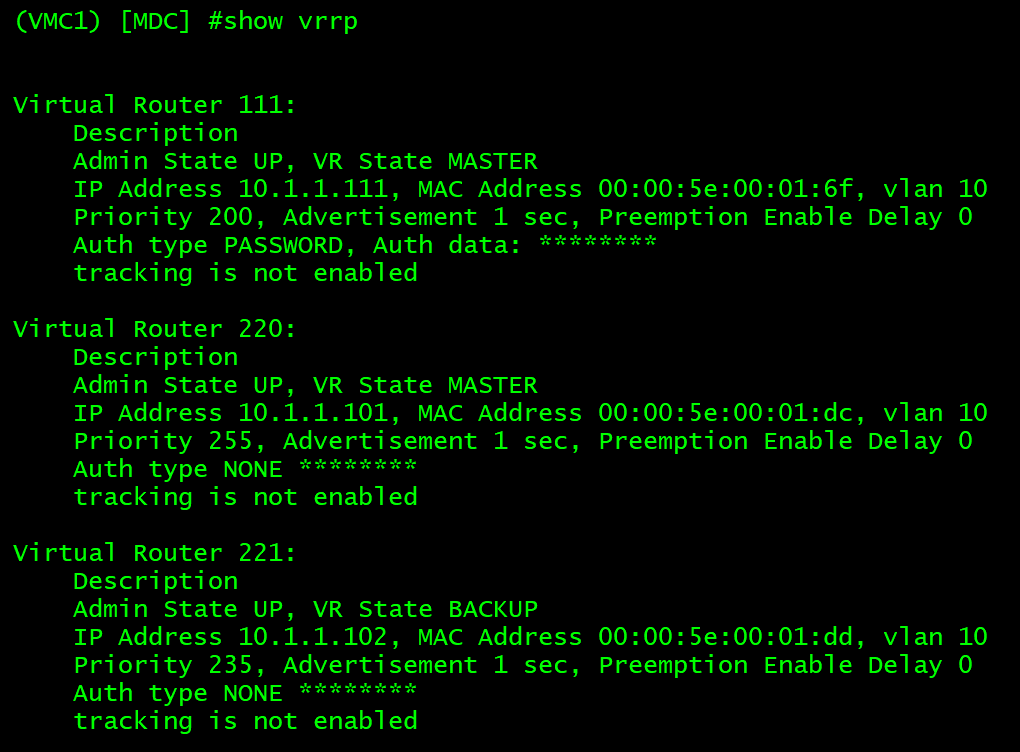 (VMC1) [MDC] #show vrrp
Virtual Router 111:
Description
Admin State UP, VR State MASTER
IP Address 10.1.1.111, MAC Address 00:00:5e:00:01:6f, vlan 10
Priority 200, Advertisement 1 sec, Preemption Enable Delay 0
Auth type PASSWORD, Auth data: ********
tracking is not enabled
Virtual Router 220:
Description
Admin State UP, VR State MASTER
IP Address 10.1.1.101, MAC Address 00:00:5e:00:01:dc, vlan 10
Priority 255, Advertisement 1 sec, Preemption Enable Delay 0
Auth type NONE ********
tracking is not enabled
Virtual Router 221:
Description
Admin State UP, VR State BACKUP
IP Address 10.1.1.102, MAC Address 00:00:5e:00:01:dd, vlan 10
Priority 235, Advertisement 1 sec, Preemption Enable Delay 0
Auth type NONE ********
tracking is not enabled